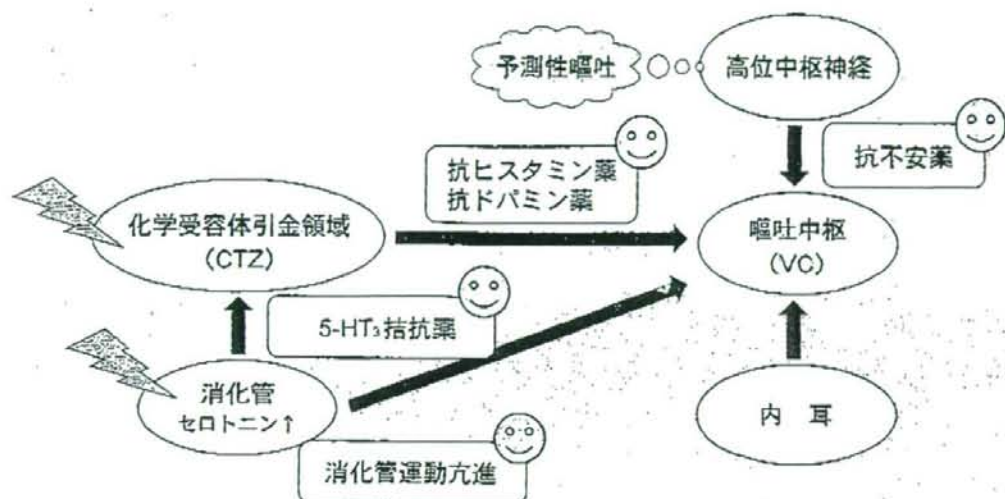 予測性嘔吐
高位中枢神経
抗ヒスタミン薬
抗ドパミン薬
抗不安薬
化学受容体引金領域
(CTZ)
嘔吐中枢
(VC)
5-HT₃拮抗薬
消化管
セロトニン↑
内　耳
消化管運動亢進